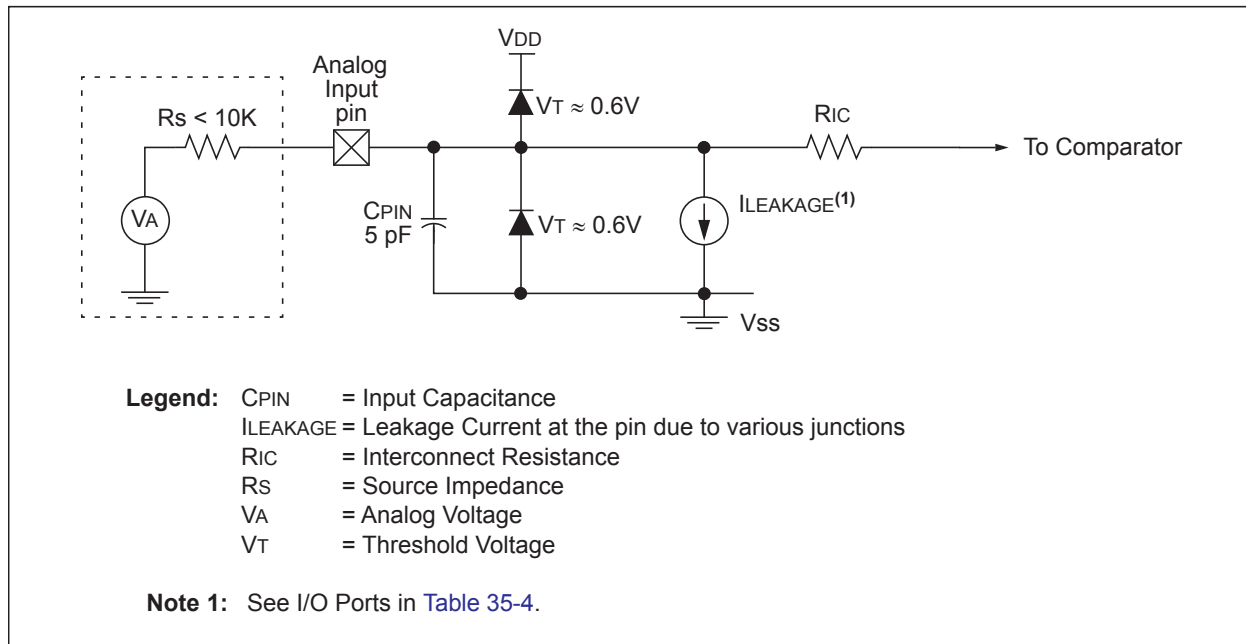 VDD
Analog
Input
pin
Rs < 10K
VT ≈ 0.6V
RIC
To Comparator
VA
CPIN
5 pF
VT ≈ 0.6V
ILEAKAGE(1)
Vss
Legend: CPIN = Input Capacitance
ILEAKAGE = Leakage Current at the pin due to various junctions
RIC = Interconnect Resistance
RS = Source Impedance
VA = Analog Voltage
VT = Threshold Voltage
Note 1: See I/O Ports in Table 35-4.